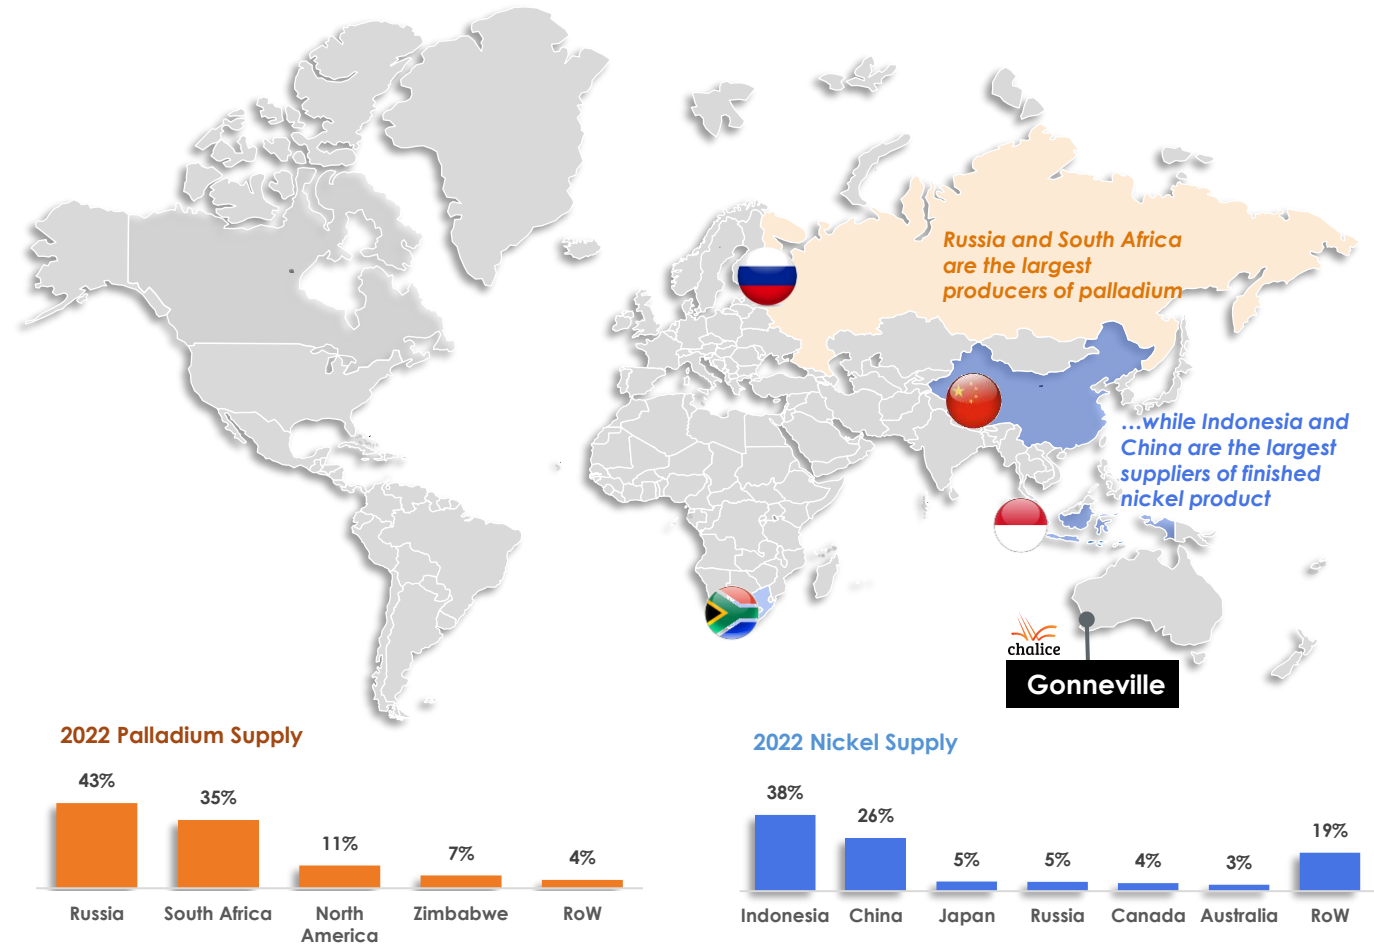 Russia and South Africa
are the largest
producers of palladium
...while Indonesia and
China are the largest
suppliers of finished
nickel product
chalice
Gonneville
2022 Palladium Supply
43%
35%
11%
7%
4%
Russia
South Africa
North
America
Zimbabwe
RoW
2022 Nickel Supply
38%
26%
5%
5%
4%
3%
19%
Indonesia
China
Japan
Russia
Canada
Australia
RoW